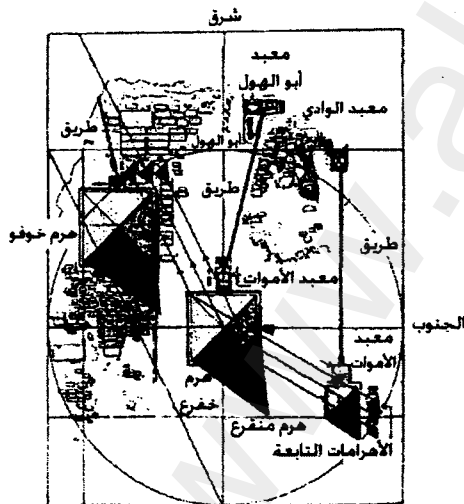 شرق
معبد
أبو الهول
معبد الوادي
طريق
أبو الهول
طريق
هرم خوفو
طريق
معبد الأموات
الجنوب
معبد
الأموات
هرم
خفرع
هرم منقرع
الأهرامات التابعة